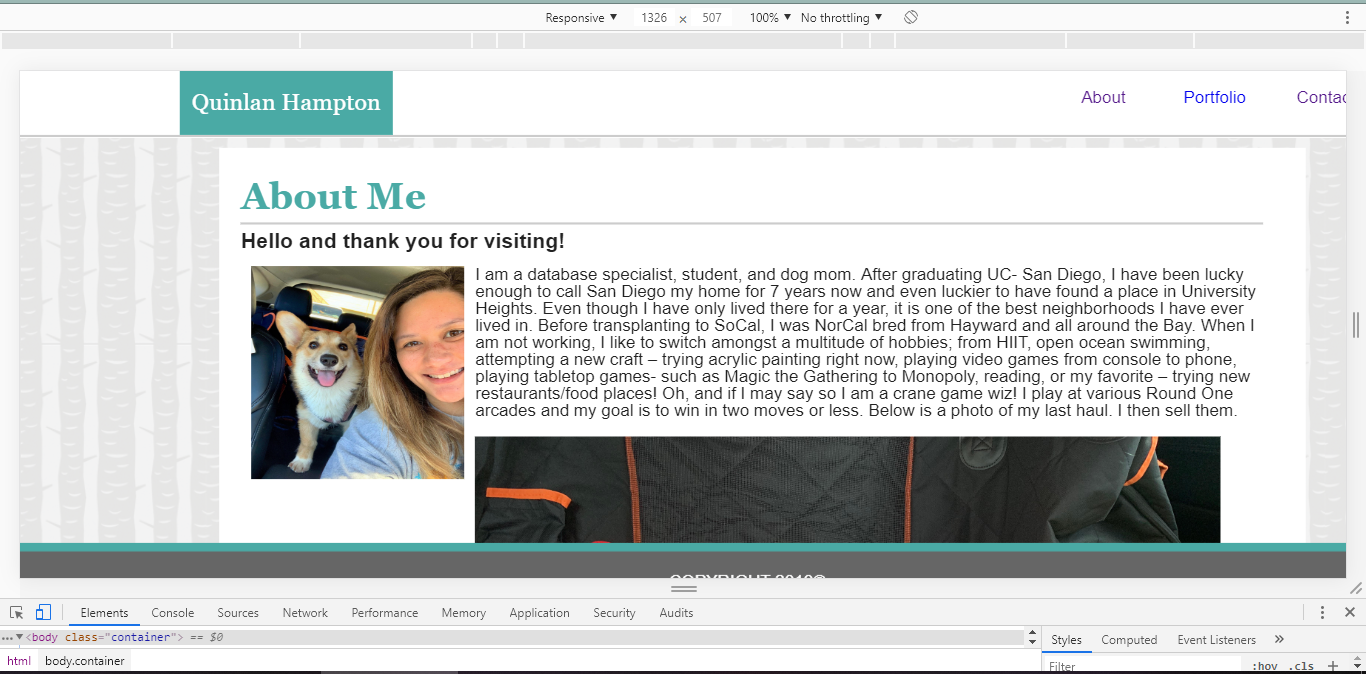 Responsive ▼ 1326 × 507 100% ▼ No throttling ▼
Quinlan Hampton
About Portfolio Contac
About Me
Hello and thank you for visiting!
I am a database specialist, student, and dog mom. After graduating UC- San Diego, I have been lucky
enough to call San Diego my home for 7 years now and even luckier to have found a place in University
Heights. Even though I have only lived there for a year, it is one of the best neighborhoods I have ever
lived in. Before transplanting to SoCal, I was NorCal bred from Hayward and all around the Bay. When I
am not working, I like to switch amongst a multitude of hobbies; from HIIT, open ocean swimming,
attempting a new craft – trying acrylic painting right now, playing video games from console to phone,
playing tabletop games- such as Magic the Gathering to Monopoly, reading, or my favorite – trying new
restaurants/food places! Oh, and if I may say so I am a crane game wiz! I play at various Round One
arcades and my goal is to win in two moves or less. Below is a photo of my last haul. I then sell them.
COPYRIGHT 2019©
Elements Console Sources Network Performance Memory Application Security Audits
…▼<body class="container"> == $0
html body.container
Styles Computed Event Listeners »
Filter :hov .cls +